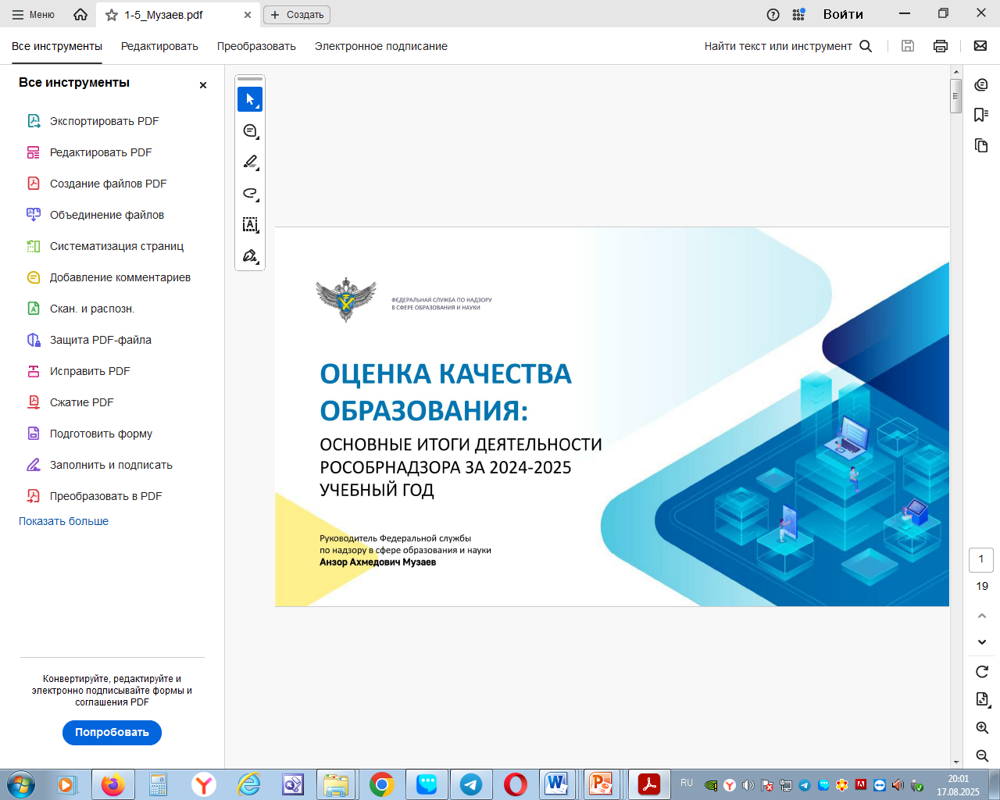 Меню
1-5_Музаев.pdf
Создать
Войти
Все инструменты
Редактировать
Преобразовать
Электронное подписание
Найти текст или инструмент
Все инструменты
Экспортировать PDF
Редактировать PDF
Создание файлов PDF
Объединение файлов
Систематизация страниц
Добавление комментариев
Скан. и распозн.
Защита PDF-файла
Исправить PDF
Сжатие PDF
Подготовить форму
Заполнить и подписать
Преобразовать в PDF
Показать больше
Конвертируйте, редактируйте и
электронно подписывайте формы и
соглашения PDF
Попробовать
ФЕДЕРАЛЬНАЯ СЛУЖБА ПО НАДЗОРУ
В СФЕРЕ ОБРАЗОВАНИЯ И НАУКИ
ОЦЕНКА КАЧЕСТВА
ОБРАЗОВАНИЯ:
ОСНОВНЫЕ ИТОГИ ДЕЯТЕЛЬНОСТИ
РОСОБРНАДЗОРА ЗА 2024-2025
УЧЕБНЫЙ ГОД
Руководитель Федеральной службы
по надзору в сфере образования и науки
Анзор Ахмедович Музаев
1
19
RU
20:01
17.08.2025